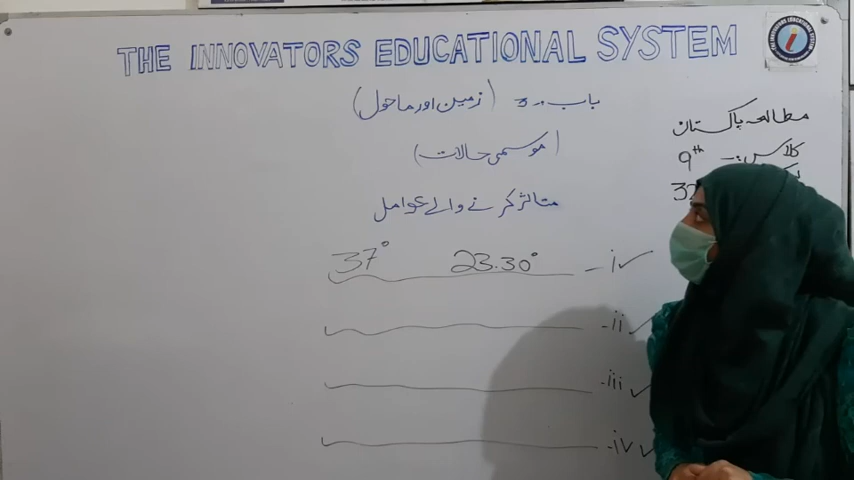 THE INNOVATORS EDUCATIONAL SYSTEM
باب۔ 3 (زمین اور ماحول)
مطالعہ پاکستان
(موسمی حالات)
کلاس:- 9th
متاثر کرنے والے عوامل
37° 23.30° -i
-ii
-iii
-iv